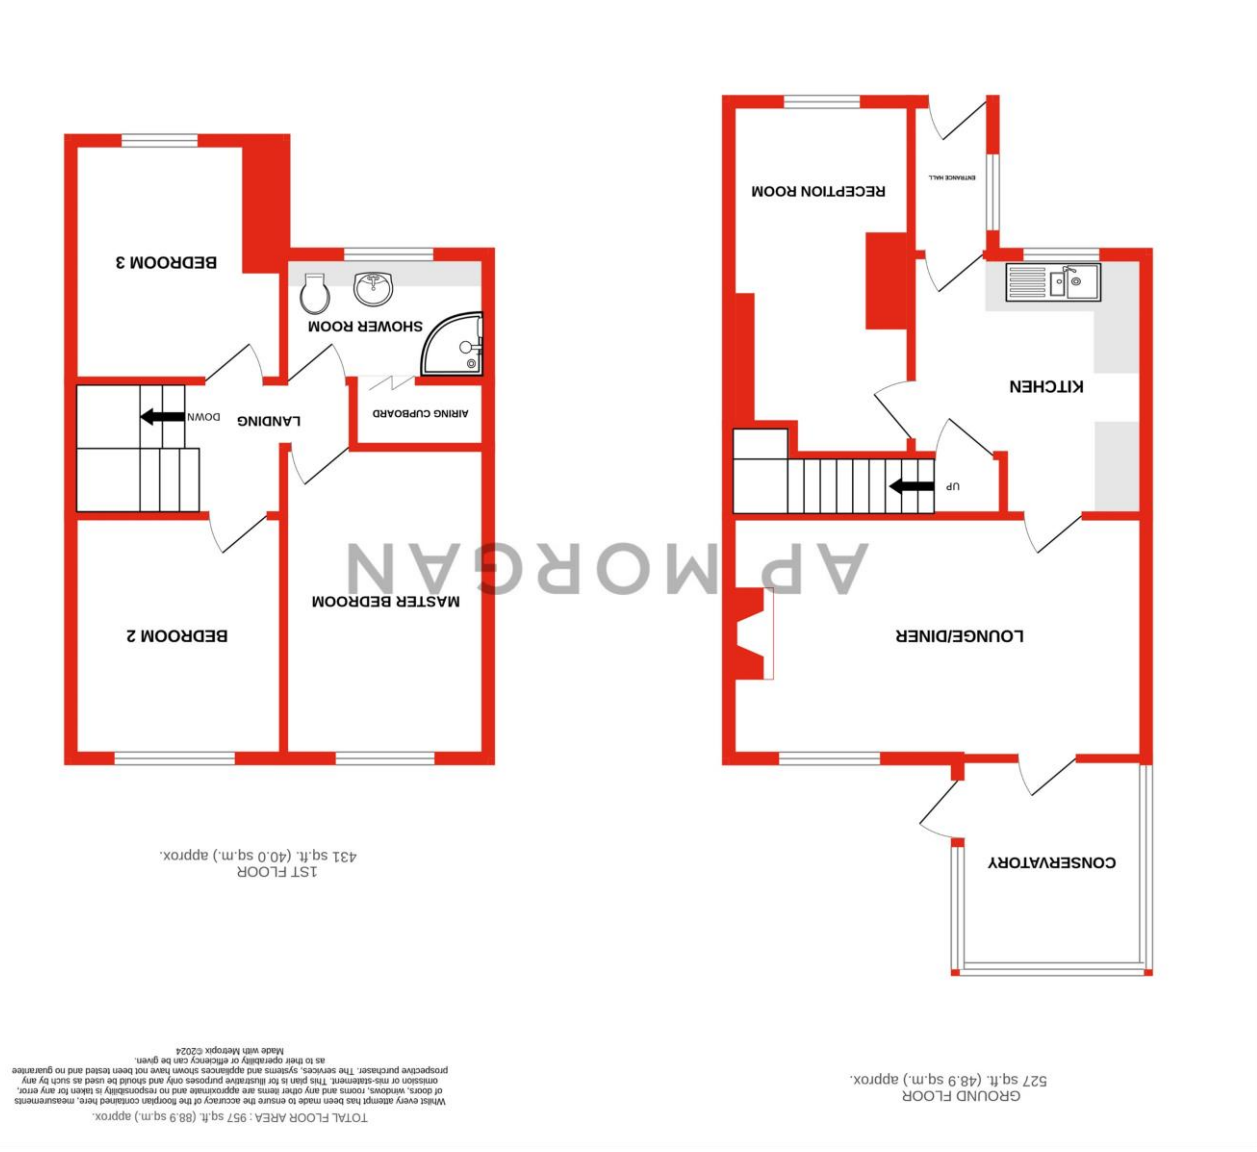 GROUND FLOOR
527 sq.ft. (48.9 sq.m.) approx.
CONSERVATORY
LOUNGE/DINER
UP
KITCHEN
RECEPTION ROOM
ENTRANCE HALL
1ST FLOOR
431 sq.ft. (40.0 sq.m.) approx.
BEDROOM 2
MASTER BEDROOM
LANDING
DOWN
AIRING CUPBOARD
SHOWER ROOM
BEDROOM 3
AP MORGAN
TOTAL FLOOR AREA : 957 sq.ft. (88.9 sq.m.) approx.
Whilst every attempt has been made to ensure the accuracy of the floorplan contained here, measurements
of doors, windows, rooms and any other items are approximate and no responsibility is taken for any error,
omission or mis-statement. This plan is for illustrative purposes only and should be used as such by any
prospective purchaser. The services, systems and appliances shown have not been tested and no guarantee
as to their operability or efficiency can be given.
Made with Metropix ©2024